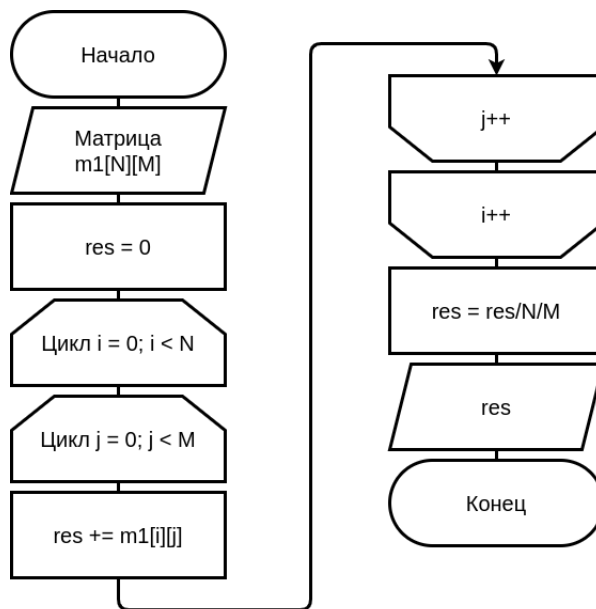 Начало
Матрица
m1[N][M]
res = 0
Цикл i = 0; i < N
Цикл j = 0; j < M
res += m1[i][j]
j++
i++
res = res/N/M
res
Конец